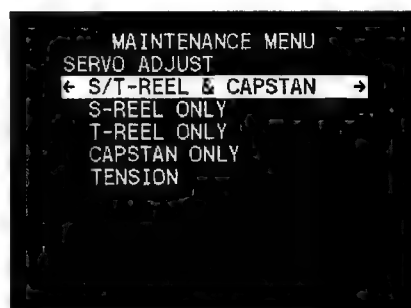 MAINTENANCE MENU
SERVO ADJUST
← S/T-REEL & CAPSTAN →
S-REEL ONLY
T-REEL ONLY
CAPSTAN ONLY
TENSION